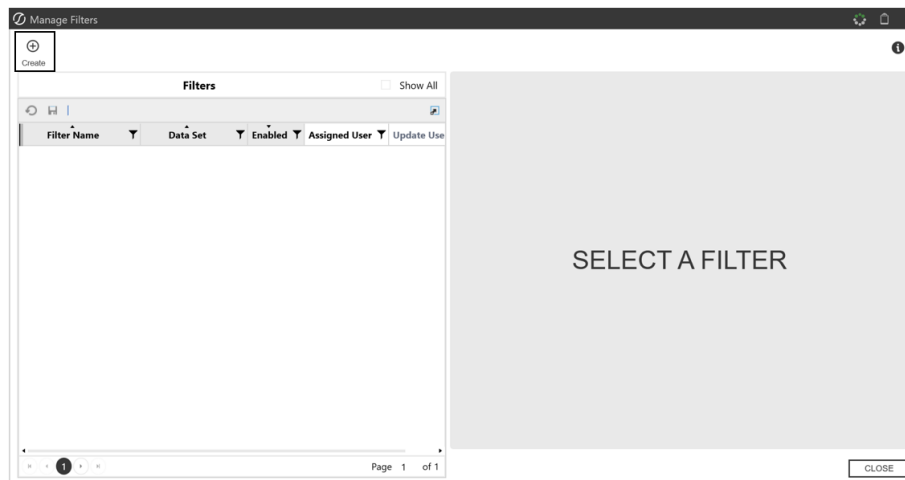 Manage Filters
Create
Filters
Show All
Filter Name
Data Set
Enabled
Assigned User
Update Use
SELECT A FILTER
1
Page 1 of 1
CLOSE